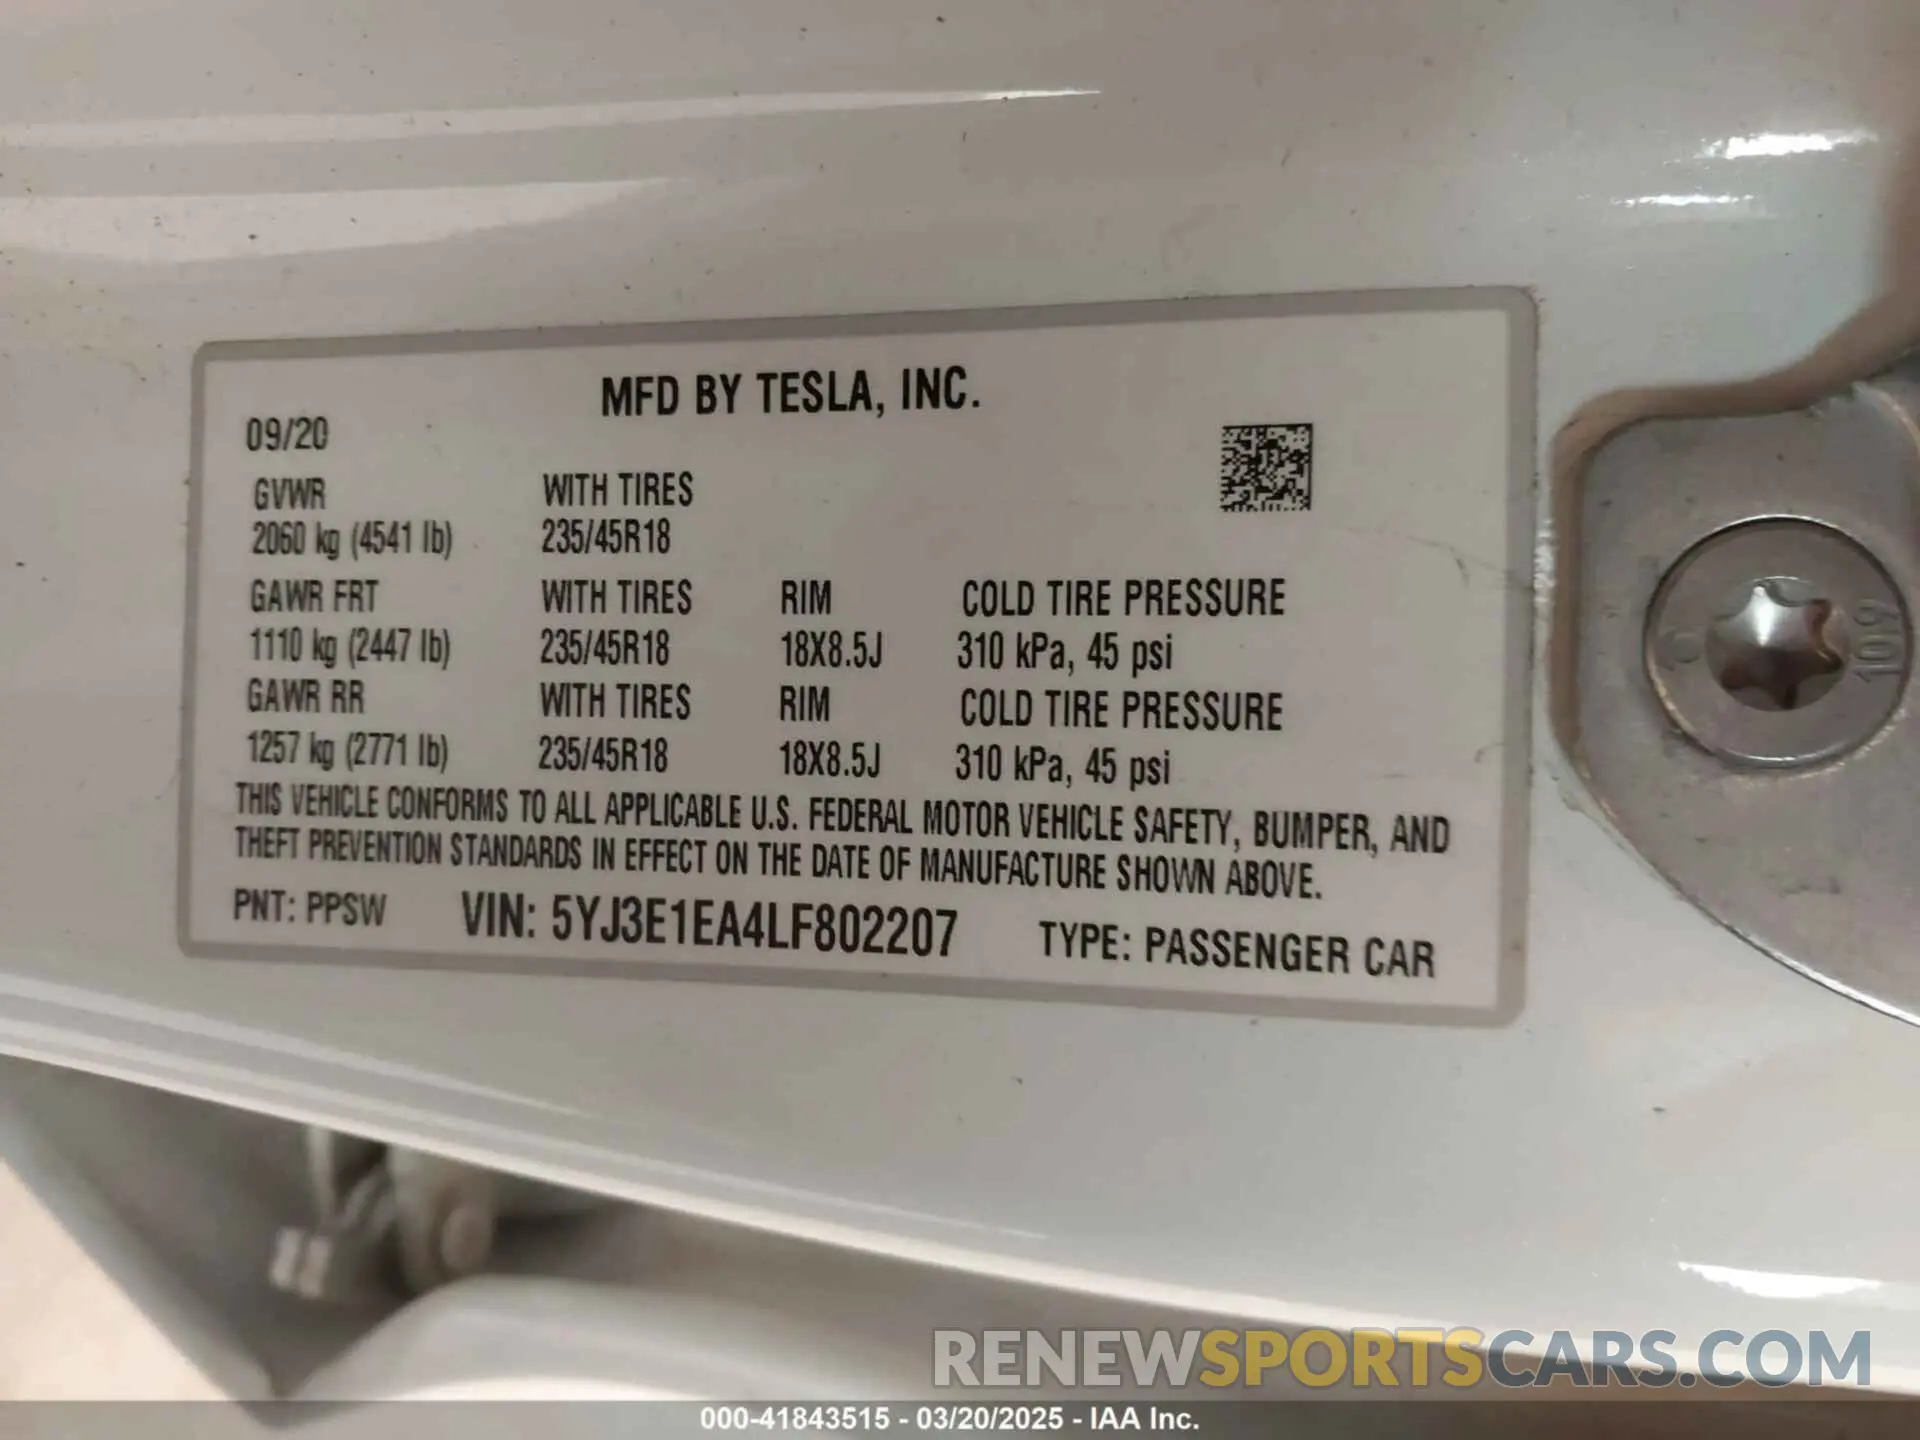 MFD BY TESLA, INC.
09/20
GVWR WITH TIRES
2060 kg (4541 lb) 235/45R18
GAWR FRT WITH TIRES RIM COLD TIRE PRESSURE
1110 kg (2447 lb) 235/45R18 18X8.5J 310 kPa, 45 psi
GAWR RR WITH TIRES RIM COLD TIRE PRESSURE
1257 kg (2771 lb) 235/45R18 18X8.5J 310 kPa, 45 psi
THIS VEHICLE CONFORMS TO ALL APPLICABLE U.S. FEDERAL MOTOR VEHICLE SAFETY, BUMPER, AND
THEFT PREVENTION STANDARDS IN EFFECT ON THE DATE OF MANUFACTURE SHOWN ABOVE.
PNT: PPSW VIN: 5YJ3E1EA4LF802207 TYPE: PASSENGER CAR
109
RENEWSPORTSCARS.COM
000-41843515 - 03/20/2025 - IAA Inc.